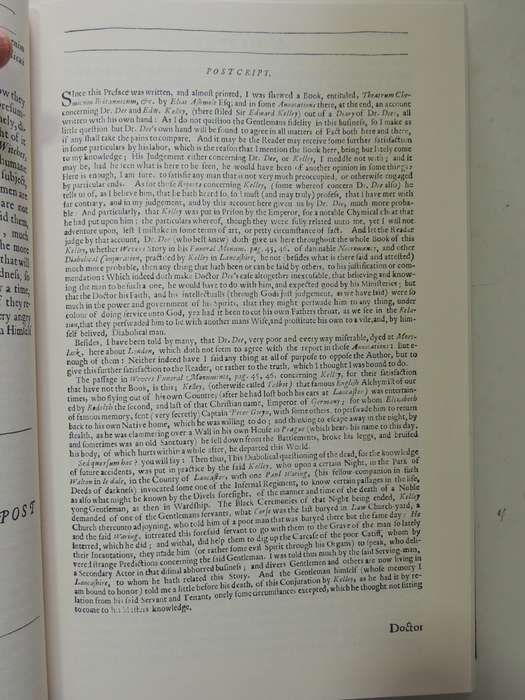 POSTCRIPT.
Since this Preface was written, and almost printed, I was shewed a Book, entituled, Theatrum Che-
micum Britannicum, &c. by Elias Ashmole Esq; and in some Annotations there, at the end, an account
concerning Dr. Dee and Edw. Kelley, (there stiled Sir Edward Kelley) out of a Diary of Dr. Dee, all
written with his own hand: As I do not question the Gentlemans fidelity in this business, so I make as
little question but Dr. Dee's own hand will be found to agree in all matters of Fact both here and there,
if any shall take the pains to compare. And it may be the Reader may receive some further satisfaction
in some particulars by his labor, which is the reason that I mention the Book here, being but lately come
to my knowledge; His Judgement either concerning Dr. Dee, or Kelley, I meddle not with; and it
may be, had he seen what is here to be seen, he would have been of another opinion in some things
Here is enough, I am sure, to satisfie any man that is not very much preoccupied, or otherwise engaged
by particular ends. As for those Reports concerning Kelley, (some whereof concern Dr. Dee also) he
tells us of, as I believe him, that he hath heard so, so I must (and may truly) profess, that I have met with
far contrary, and in my judgement, and by this account here given us by Dr. Dee, much more proba-
ble: And particularly, that Kelley was put in Prison by the Emperor, for a notable Chymical cheat that
he had put upon him: the particulars whereof, though they were fully related unto me, yet I will not
adventure upon, lest I mistake in some terms of art, or petty circumstance of fact. And let the Reader
judge by that account, Dr. Dee (who best knew) doth give us here throughout the whole Book of this
Kelley, whether Weevers Story in his Funeral Monum. pag. 45, 46. of damnable Necromancy, and other
Diabolical Conjuration, practiced by Kelley in Lancashire, be not (besides what is there said and attested)
much more probable, then any thing that hath been or can be said by others, to his justification or com-
mendation: Which indeed doth make Doctor Dee's case altogether inexcusable, that believing and know-
ing the man to be such a one, he would have to do with him, and expected good by his Ministeries; but
that the Doctor his Faith, and his intellectuals (through Gods just judgement, as we have said) were so
much in the power and government of his Spirits, that they might perswade him to any thing, under
colour of doing service unto God, yea had it been to cut his own Fathers throat, as we see in the Rela-
tion, that they perswaded him to lie with another mans Wife, and prostitute his own to a vile, and, by him-
self believed, Diabolical man.
Besides, I have been told by many, that Dr. Dee, very poor and every way miserable, dyed at Mort-
lack, here about London, which doth not seem to agree with the report in those Annotations: But e-
nough of them: Neither indeed have I said any thing at all of purpose to oppose the Author, but to
give this further satisfaction to the Reader, or rather to the truth, which I thought I was bound to do.
The passage in Weevers Funeral Monuments, pag. 45, 46. concerning Kelley, for their satisfaction
that have not the Book, is this; Kelley, (otherwise called Talbot) that famous English Alchymist of our
times, who flying out of his own Countrey (after he had lost both his ears at Lancaster) was entertain-
ed by Rodolph the second, and last of that Christian name, Emperor of Germany; for whom Elizabeth
of famous memory, sent (very secretly) Captain Peter Gwyn, with some others, to perswade him to return
back to his own Native home, which he was willing to do; and thinking to escape away in the night, by
stealth, as he was clammering over a Wall in his own House in Prague (which bears his name to this day,
and sometimes was an old Sanctuary) he fell down from the Battlements, broke his leggs, and bruised
his body, of which hurts within a while after, he departed this World.
Sed quorsum haec? you will say: Then thus, This Diabolical questioning of the dead, for the knowledge
of future accidents, was put in practice by the said Kelley, who upon a certain Night, in the Park of
Walton in le dale, in the County of Lancaster, with one Paul Waring, (his fellow companion in such
Deeds of darkness) invocated some one of the Infernal Regiment, to know certain passages in the life,
as also what might be known by the Divels foresight, of the manner and time of the death of a Noble
yong Gentleman, as then in Wardship. The Black Ceremonies of that Night being ended, Kelley
demanded of one of the Gentlemans servants, what Corse was the last buryed in Law Church-yard, a
Church thereunto adjoyning, who told him of a poor man that was buryed there but the same day: He
and the said Waring, intreated this foresaid servant to go with them to the Grave of the man so lately
interred, which he did; and withal, did help them to dig up the Carcase of the poor Catiff, whom by
their Incantations, they made him (or rather some evil Spirit through his Organs) to speak, who deli-
vered strange Predictions concerning the said Gentleman. I was told thus much by the said Serving-man,
a Secondary Actor in that dismal abhorred business; and divers Gentlemen and others are now living in
Lancashire, to whom he hath related this Story. And the Gentleman himself (whose memory I
am bound to honor) told me a little before his death, of this Conjuration by Kelley, as he had it by re-
lation from his said Servant and Tenant, onely some circumstances excepted, which he thought not fitting
to come to his Masters knowledge.
Doctor